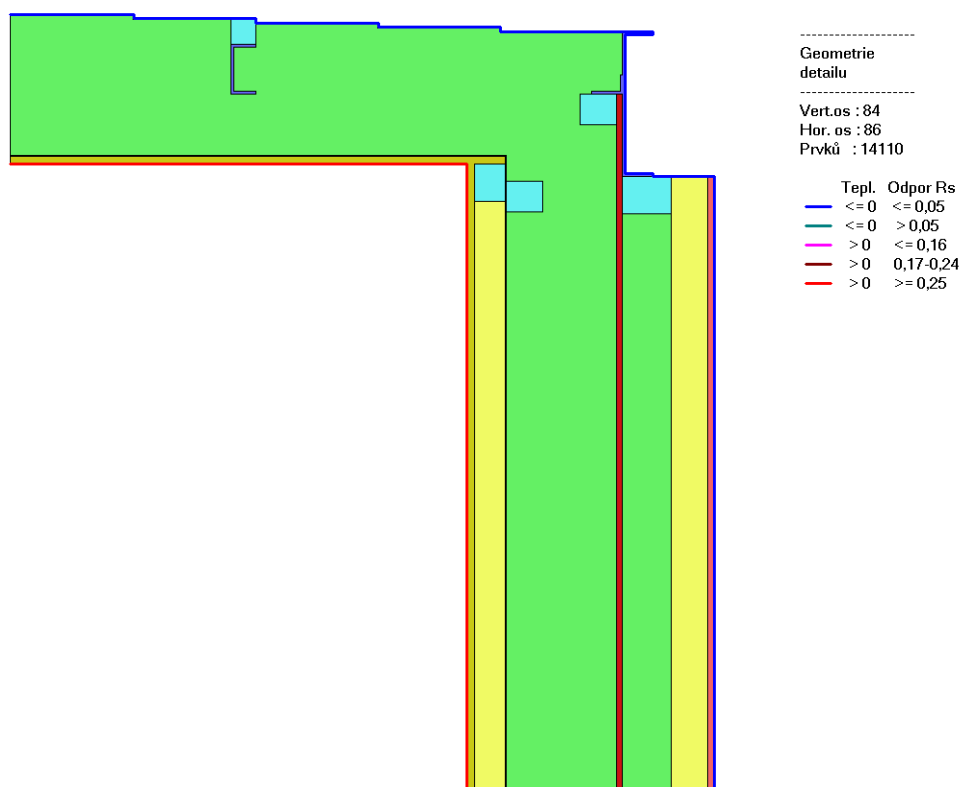 -------------------
Geometrie
detailu
-------------------
Vert.os : 84
Hor. os : 86
Prvků : 14110
Tepl. Odpor Rs
<= 0 <= 0,05
<= 0 > 0,05
> 0 <= 0,16
> 0 0,17-0,24
> 0 >= 0,25